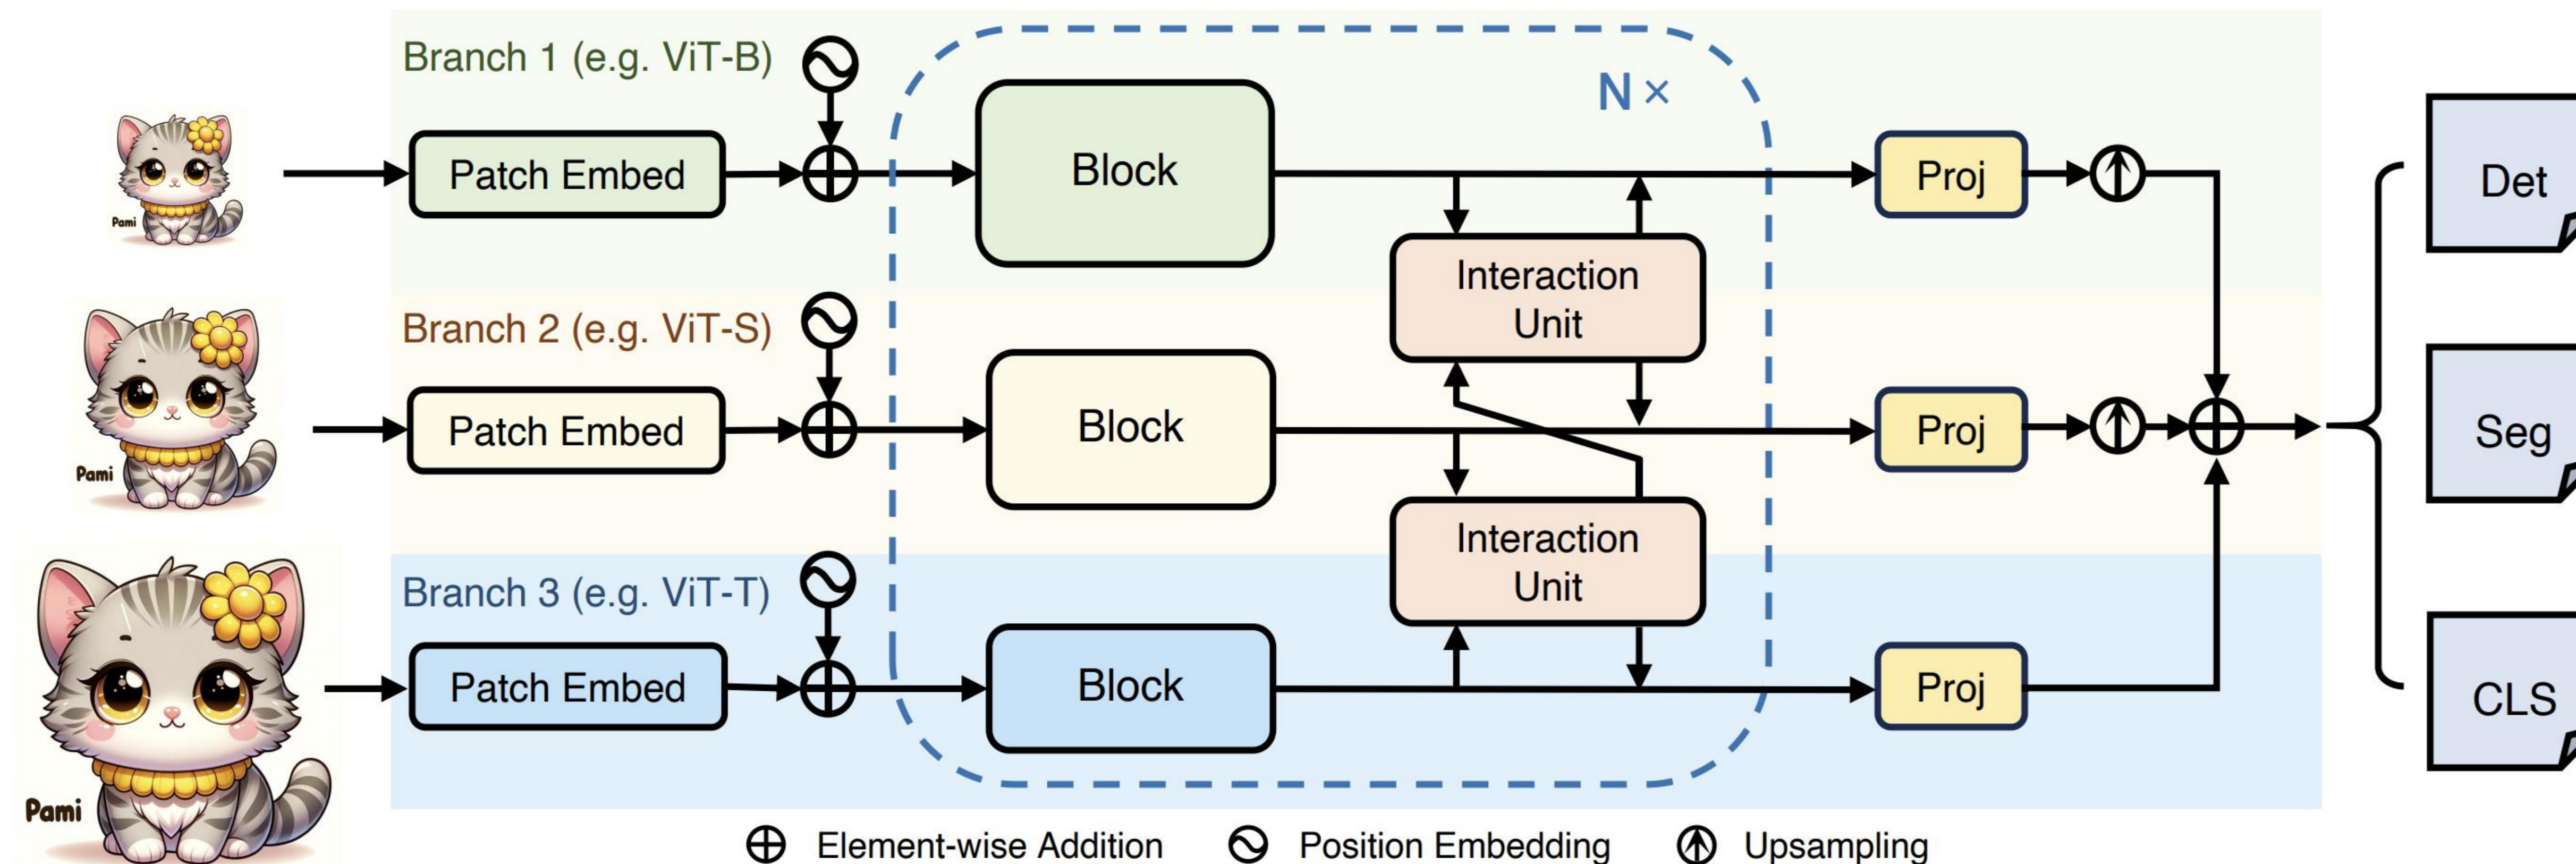 Branch 1 (e.g. ViT-B)
N ×
Patch Embed
Block
Proj
Det
Pami
Interaction
Unit
Branch 2 (e.g. ViT-S)
Patch Embed
Block
Proj
Seg
Pami
Interaction
Unit
Branch 3 (e.g. ViT-T)
Patch Embed
Block
Proj
CLS
Pami
Element-wise Addition
Position Embedding
Upsampling